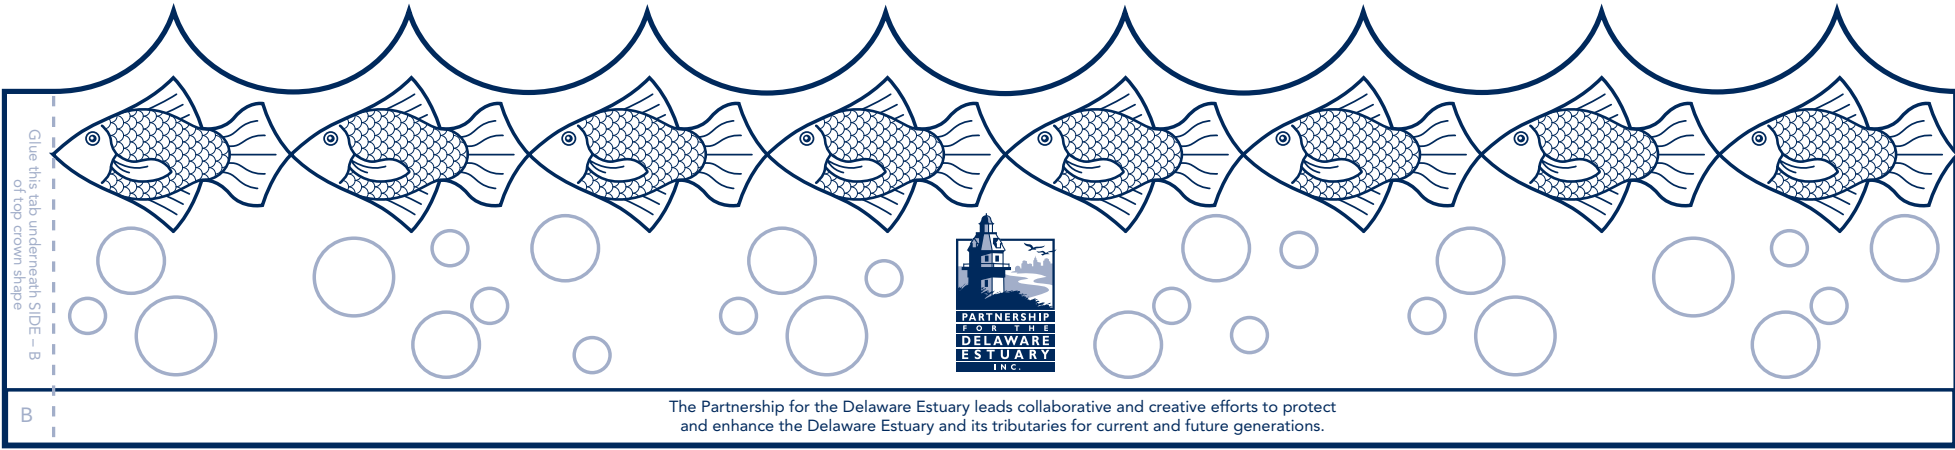 Glue this tab underneath SIDE – B
of top crown shape
B
PARTNERSHIP
FOR THE
DELAWARE
ESTUARY
INC.
The Partnership for the Delaware Estuary leads collaborative and creative efforts to protect
and enhance the Delaware Estuary and its tributaries for current and future generations.